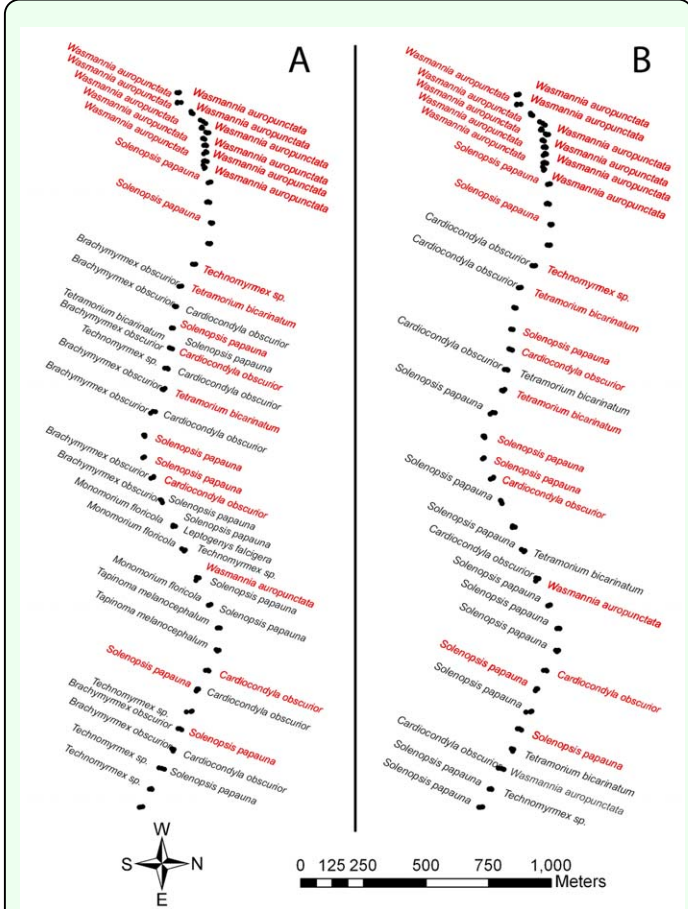 A
Wasmannia auropunctata
Wasmannia auropunctata
Wasmannia auropunctata
Wasmannia auropunctata
Wasmannia auropunctata
Wasmannia auropunctata
Wasmannia auropunctata
Wasmannia auropunctata
Wasmannia auropunctata
Wasmannia auropunctata
Wasmannia auropunctata
Solenopsis papauna
Solenopsis papauna
Technomyrmex sp.
Brachymyrmex obscurior
Tetramorium bicarinatum
Brachymyrmex obscurior
Cardiocondyla obscurior
Solenopsis papauna
Tetramorium bicarinatum
Solenopsis papauna
Brachymyrmex obscurior
Cardiocondyla obscurior
Technomyrmex sp.
Cardiocondyla obscurior
Brachymyrmex obscurior
Tetramorium bicarinatum
Brachymyrmex obscurior
Cardiocondyla obscurior
Solenopsis papauna
Solenopsis papauna
Brachymyrmex obscurior
Cardiocondyla obscurior
Brachymyrmex obscurior
Solenopsis papauna
Monomorium floricola
Solenopsis papauna
Leptogenys falcigera
Monomorium floricola
Technomyrmex sp.
Wasmannia auropunctata
Monomorium floricola
Solenopsis papauna
Tapinoma melanocephalum
Solenopsis papauna
Tapinoma melanocephalum
Cardiocondyla obscurior
Solenopsis papauna
Cardiocondyla obscurior
Technomyrmex sp.
Brachymyrmex obscurior
Solenopsis papauna
Brachymyrmex obscurior
Cardiocondyla obscurior
Technomyrmex sp.
Solenopsis papauna
Technomyrmex sp.
B
Wasmannia auropunctata
Wasmannia auropunctata
Wasmannia auropunctata
Wasmannia auropunctata
Wasmannia auropunctata
Wasmannia auropunctata
Wasmannia auropunctata
Wasmannia auropunctata
Wasmannia auropunctata
Wasmannia auropunctata
Wasmannia auropunctata
Solenopsis papauna
Solenopsis papauna
Cardiocondyla obscurior
Technomyrmex sp.
Cardiocondyla obscurior
Tetramorium bicarinatum
Solenopsis papauna
Cardiocondyla obscurior
Cardiocondyla obscurior
Tetramorium bicarinatum
Tetramorium bicarinatum
Solenopsis papauna
Solenopsis papauna
Solenopsis papauna
Cardiocondyla obscurior
Solenopsis papauna
Solenopsis papauna
Tetramorium bicarinatum
Cardiocondyla obscurior
Wasmannia auropunctata
Solenopsis papauna
Solenopsis papauna
Solenopsis papauna
Cardiocondyla obscurior
Solenopsis papauna
Solenopsis papauna
Solenopsis papauna
Tetramorium bicarinatum
Cardiocondyla obscurior
Wasmannia auropunctata
Solenopsis papauna
Technomyrmex sp.
Solenopsis papauna
W
S N
E
0 125 250 500 750 1,000
Meters